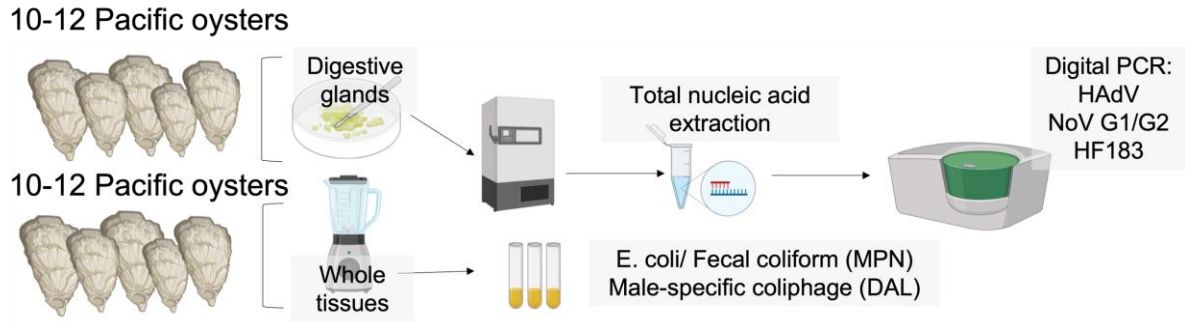 10-12 Pacific oysters
Digestive
glands
Total nucleic acid
extraction
Digital PCR:
HAdV
NoV G1/G2
HF183
10-12 Pacific oysters
Whole
tissues
E. coli/ Fecal coliform (MPN)
Male-specific coliphage (DAL)